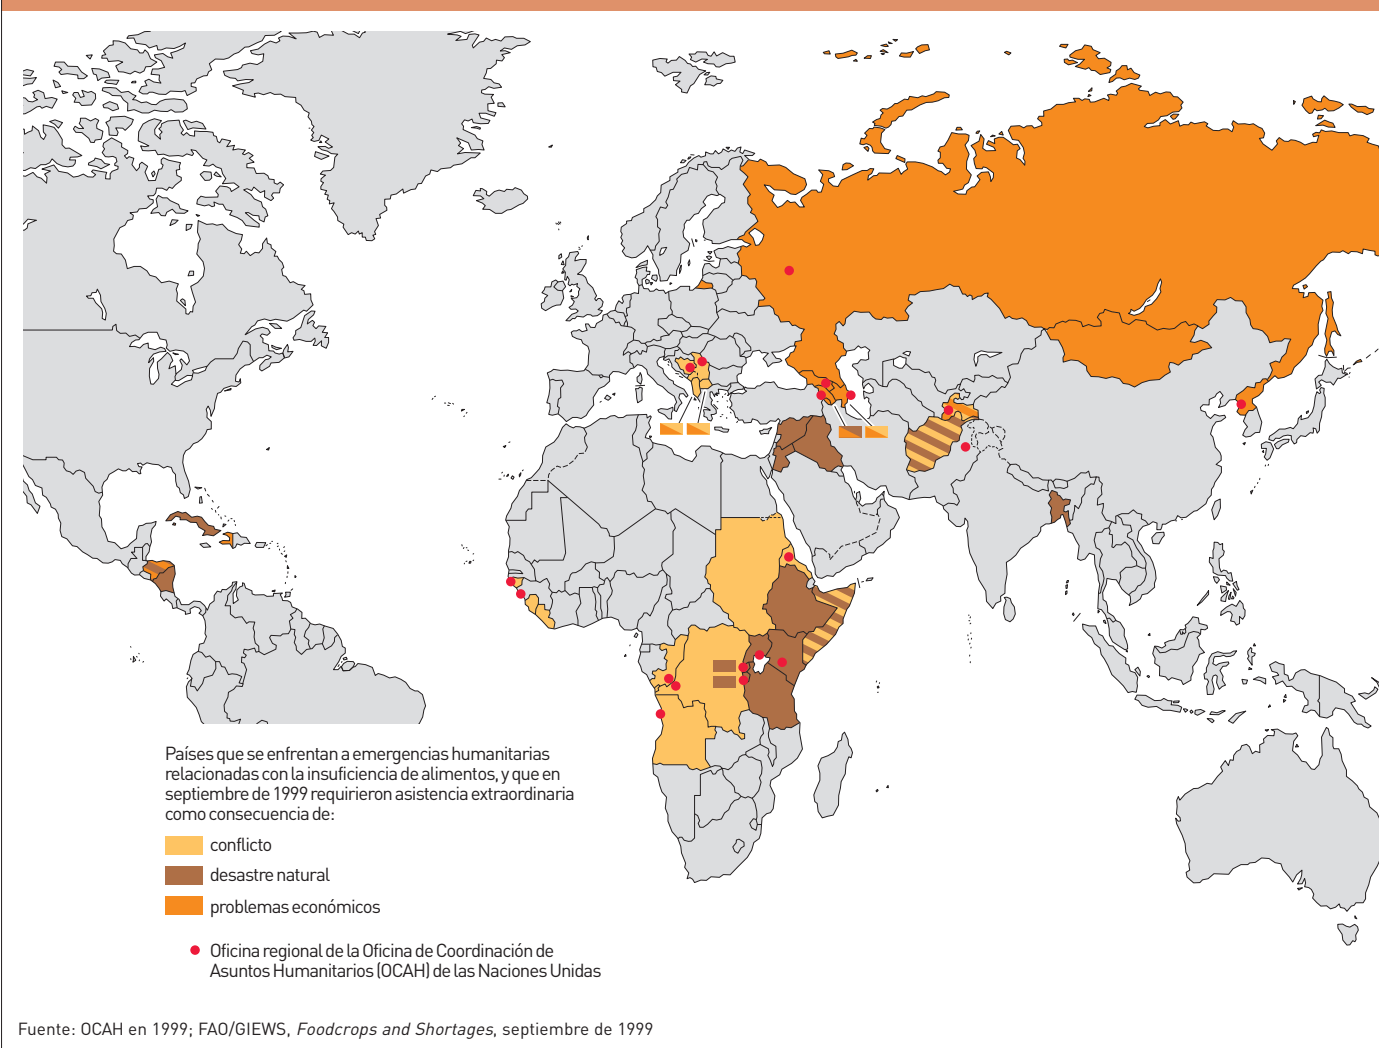 Países que se enfrentan a emergencias humanitarias
relacionadas con la insuficiencia de alimentos, y que en
septiembre de 1999 requirieron asistencia extraordinaria
como consecuencia de:
conflicto
desastre natural
problemas económicos
Oficina regional de la Oficina de Coordinación de
Asuntos Humanitarios (OCAH) de las Naciones Unidas
Fuente: OCAH en 1999; FAO/GIEWS, Foodcrops and Shortages, septiembre de 1999